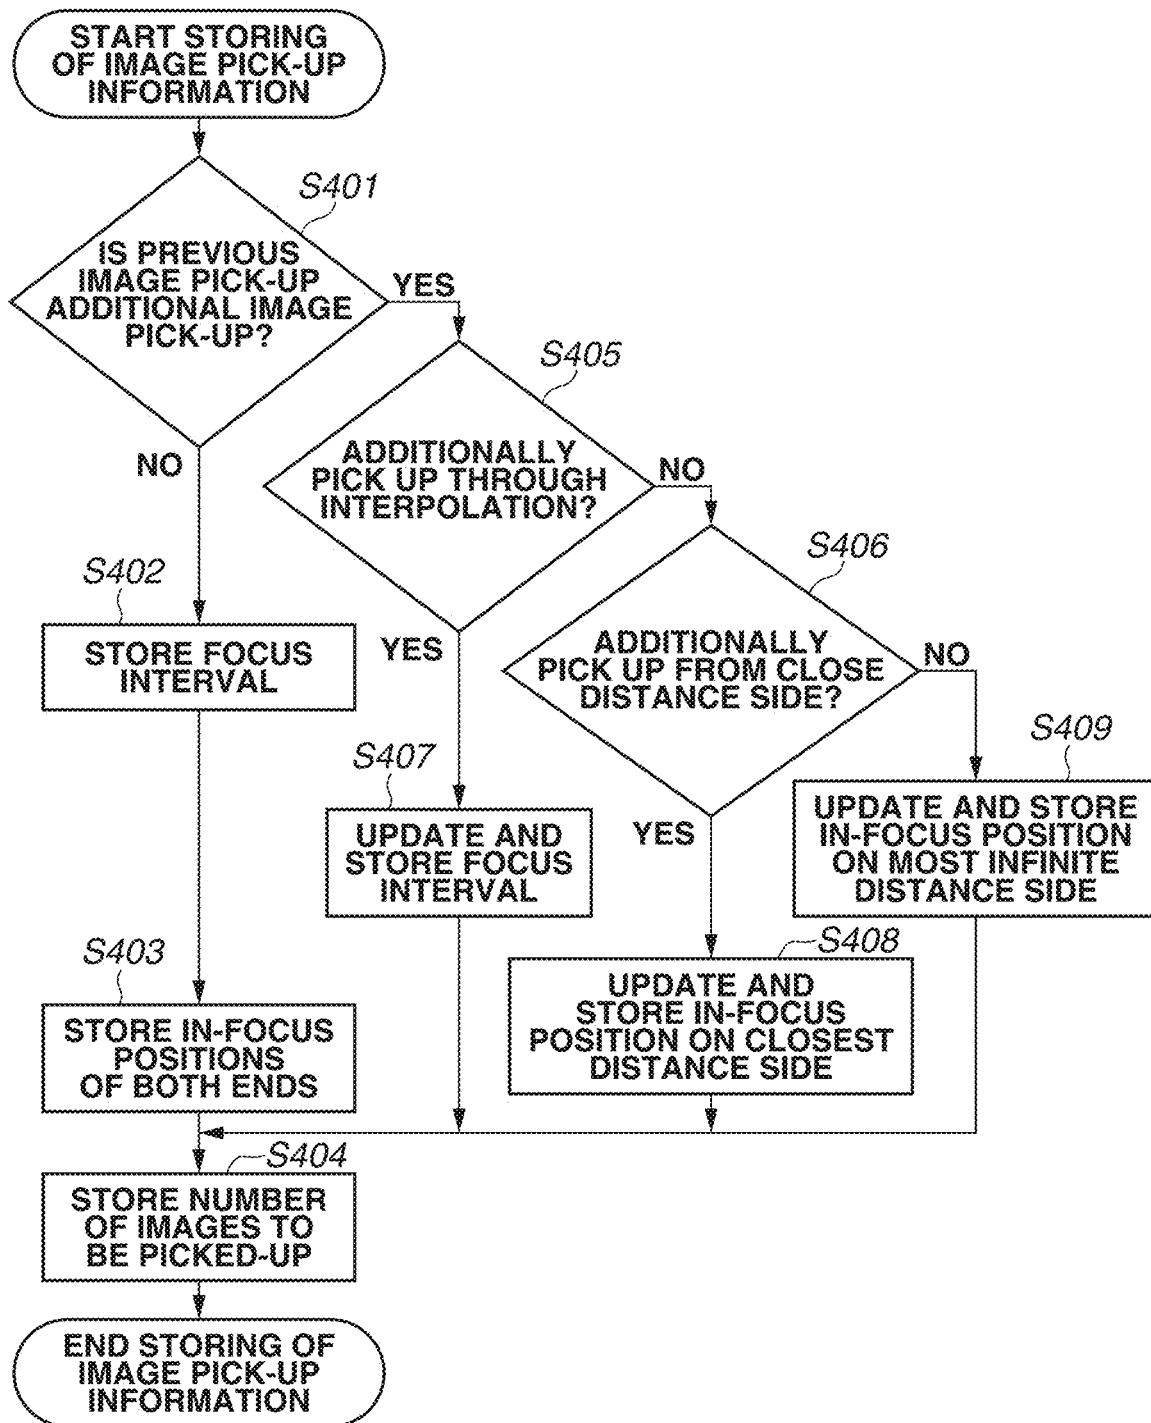 START STORING
OF IMAGE PICK-UP
INFORMATION
S401
IS PREVIOUS
IMAGE PICK-UP
ADDITIONAL IMAGE
PICK-UP?
YES
NO
S405
ADDITIONALLY
PICK UP THROUGH
INTERPOLATION?
NO
YES
S406
ADDITIONALLY
PICK UP FROM CLOSE
DISTANCE SIDE?
NO
YES
S402
STORE FOCUS
INTERVAL
S407
UPDATE AND
STORE FOCUS
INTERVAL
S409
UPDATE AND STORE
IN-FOCUS POSITION
ON MOST INFINITE
DISTANCE SIDE
S408
UPDATE AND
STORE IN-FOCUS
POSITION ON CLOSEST
DISTANCE SIDE
S403
STORE IN-FOCUS
POSITIONS
OF BOTH ENDS
S404
STORE NUMBER
OF IMAGES TO
BE PICKED-UP
END STORING OF
IMAGE PICK-UP
INFORMATION